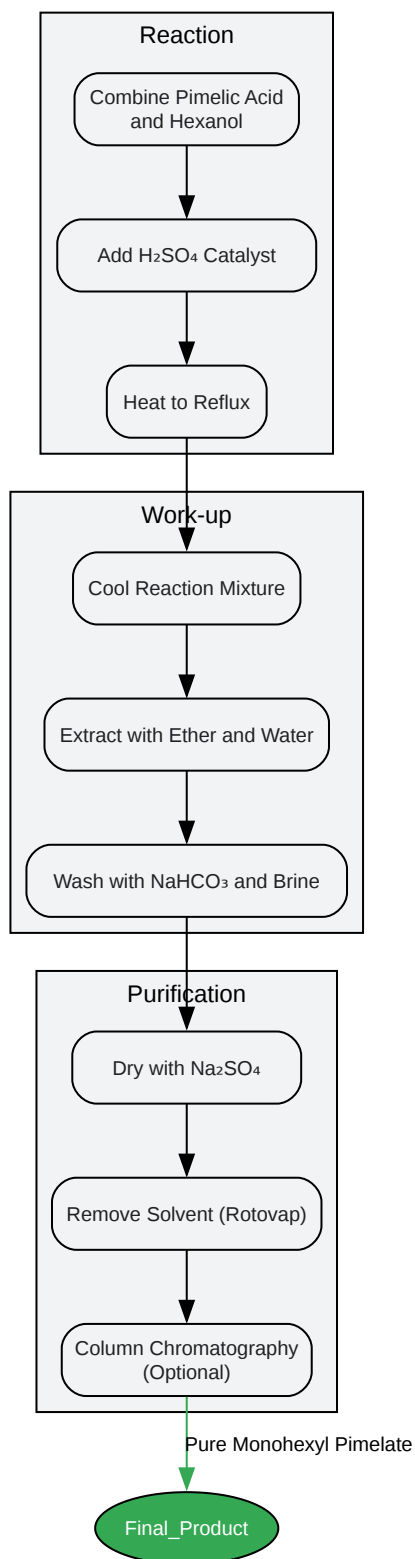 Reaction
Combine Pimelic Acid
and Hexanol
Add H₂SO₄ Catalyst
Heat to Reflux
Work-up
Cool Reaction Mixture
Extract with Ether and Water
Wash with NaHCO₃ and Brine
Purification
Dry with Na₂SO₄
Remove Solvent (Rotovap)
Column Chromatography
(Optional)
Pure Monohexyl Pimelate
Final_Product